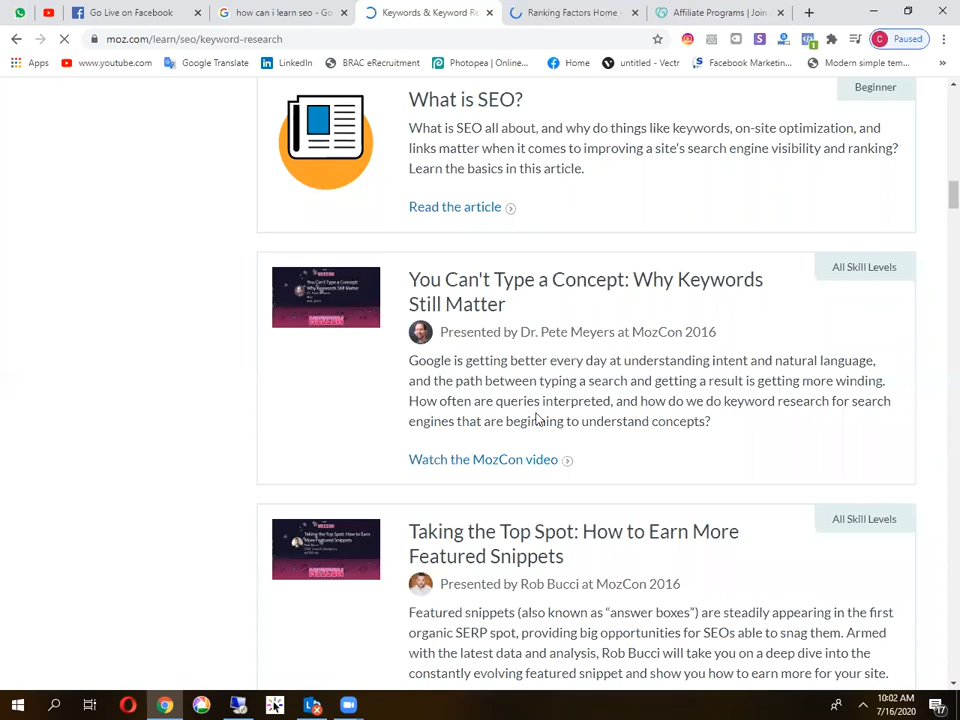 Go Live on Facebook
how can i learn seo - Go
Keywords & Keyword Re
Ranking Factors Home -
Affiliate Programs | Join
moz.com/learn/seo/keyword-research
Paused
Apps
www.youtube.com
Google Translate
LinkedIn
BRAC eRecruitment
Photopea | Online...
Home
untitled - Vectr
Facebook Marketin...
Modern simple tem...
Beginner
What is SEO?
What is SEO all about, and why do things like keywords, on-site optimization, and
links matter when it comes to improving a site's search engine visibility and ranking?
Learn the basics in this article.
Read the article
All Skill Levels
You Can't Type a Concept: Why Keywords
Still Matter
Presented by Dr. Pete Meyers at MozCon 2016
Google is getting better every day at understanding intent and natural language,
and the path between typing a search and getting a result is getting more winding.
How often are queries interpreted, and how do we do keyword research for search
engines that are beginning to understand concepts?
Watch the MozCon video
All Skill Levels
Taking the Top Spot: How to Earn More
Featured Snippets
Presented by Rob Bucci at MozCon 2016
Featured snippets (also known as “answer boxes”) are steadily appearing in the first
organic SERP spot, providing big opportunities for SEOs able to snag them. Armed
with the latest data and analysis, Rob Bucci will take you on a deep dive into the
constantly evolving featured snippet and show you how to earn more for your site.
10:02 AM
7/16/2020
17